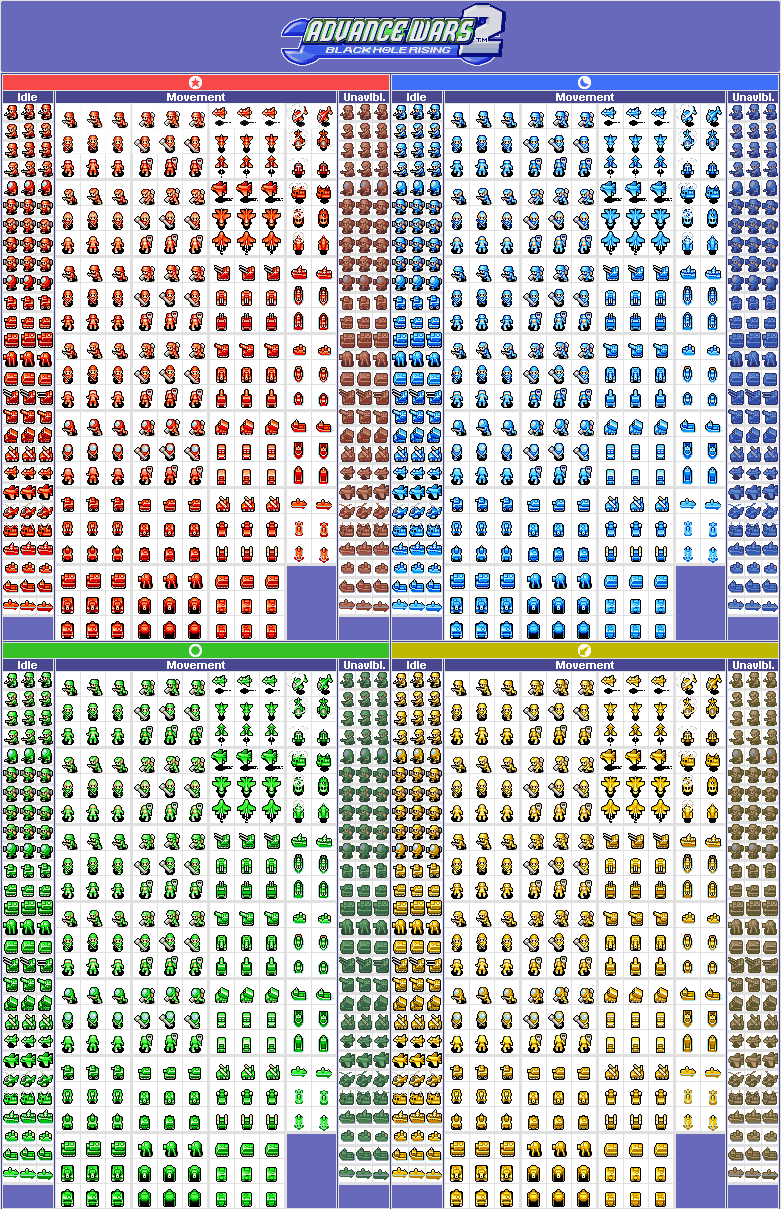 ADVANCE WARS 2
TM
BLACK HOLE RISING
Idle Movement Unavlbl. Idle Movement Unavlbl.
Idle Movement Unavlbl. Idle Movement Unavlbl.